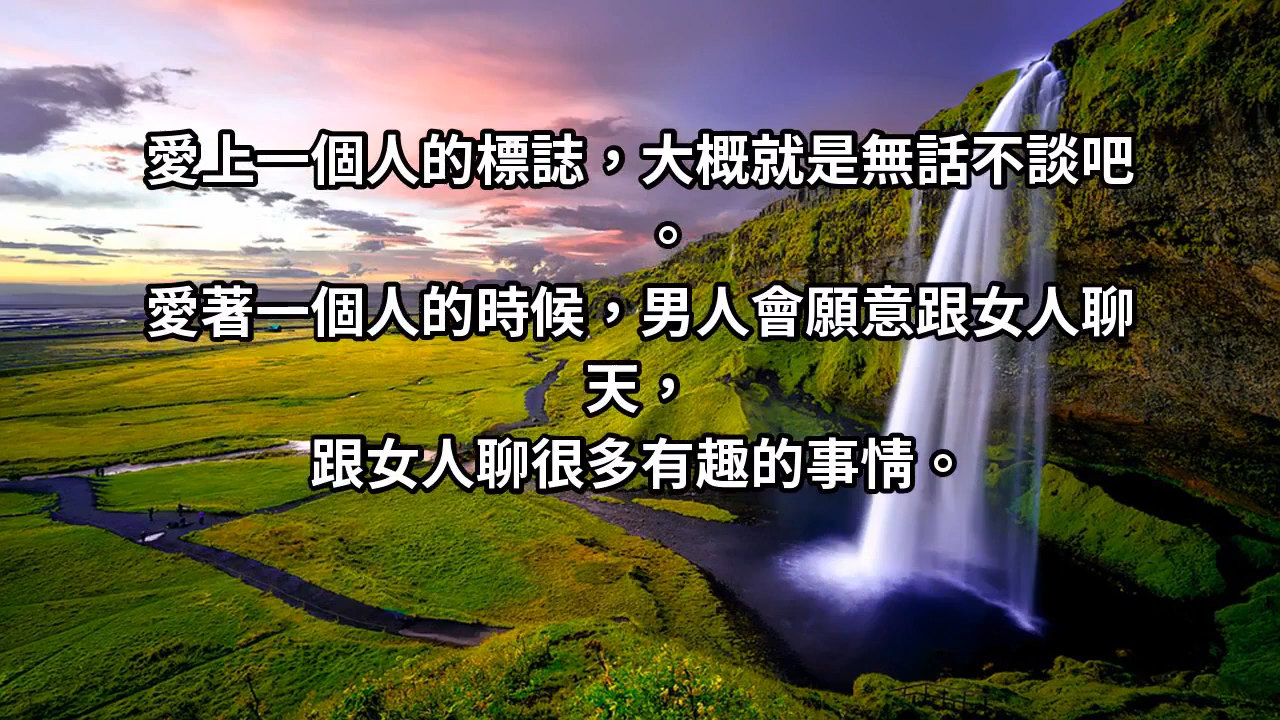 愛上一個人的標誌，大概就是無話不談吧
。
愛著一個人的時候，男人會願意跟女人聊
天，
跟女人聊很多有趣的事情。